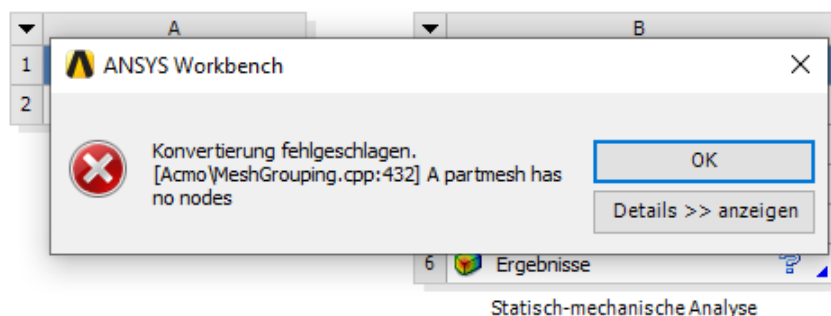 A
B
1
ANSYS Workbench
2
Konvertierung fehlgeschlagen.
[Acmo\MeshGrouping.cpp:432] A partmesh has
no nodes
OK
Details >> anzeigen
6 Ergebnisse ?
Statisch-mechanische Analyse